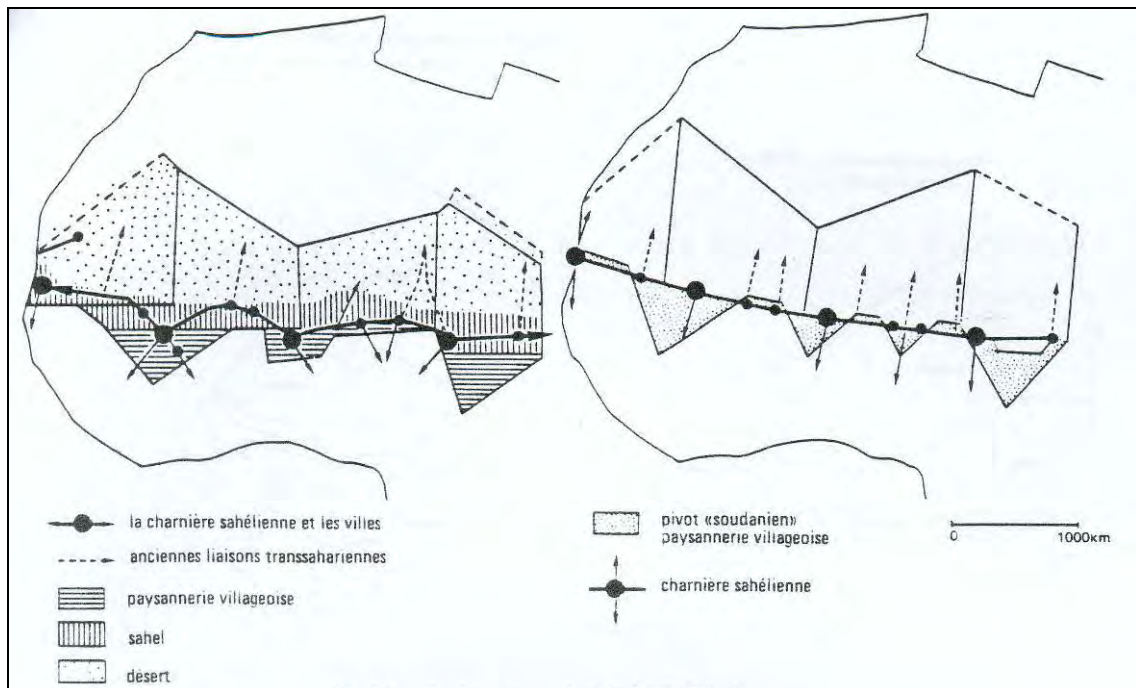 la charnière sahélienne et les villes
anciennes liaisons transsahariennes
paysannerie villageoise
sahel
désert
pivot «soudanien»
paysannerie villageoise
charnière sahélienne
0 1000km